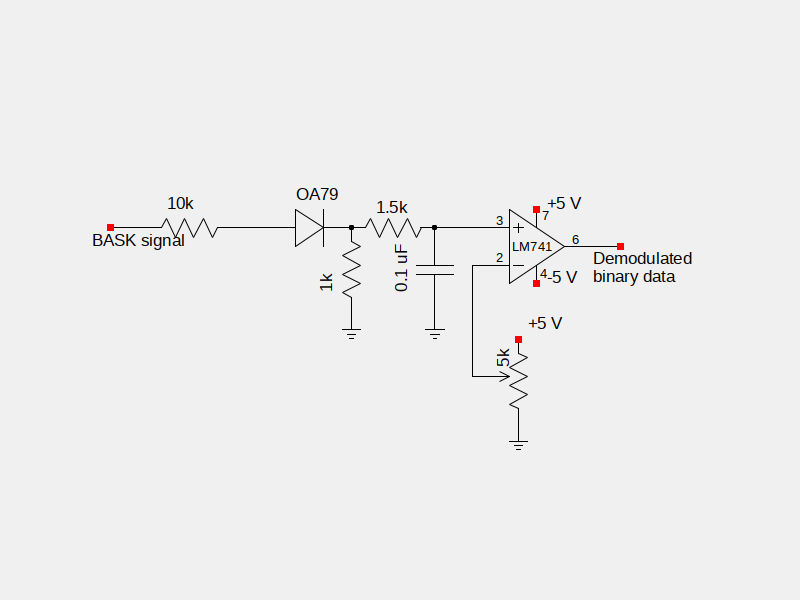 OA79
10k
1.5k
BASK signal
1k
0.1 uF
3
2
+
−
LM741
+5 V
7
6
4
-5 V
Demodulated
binary data
+5 V
5k